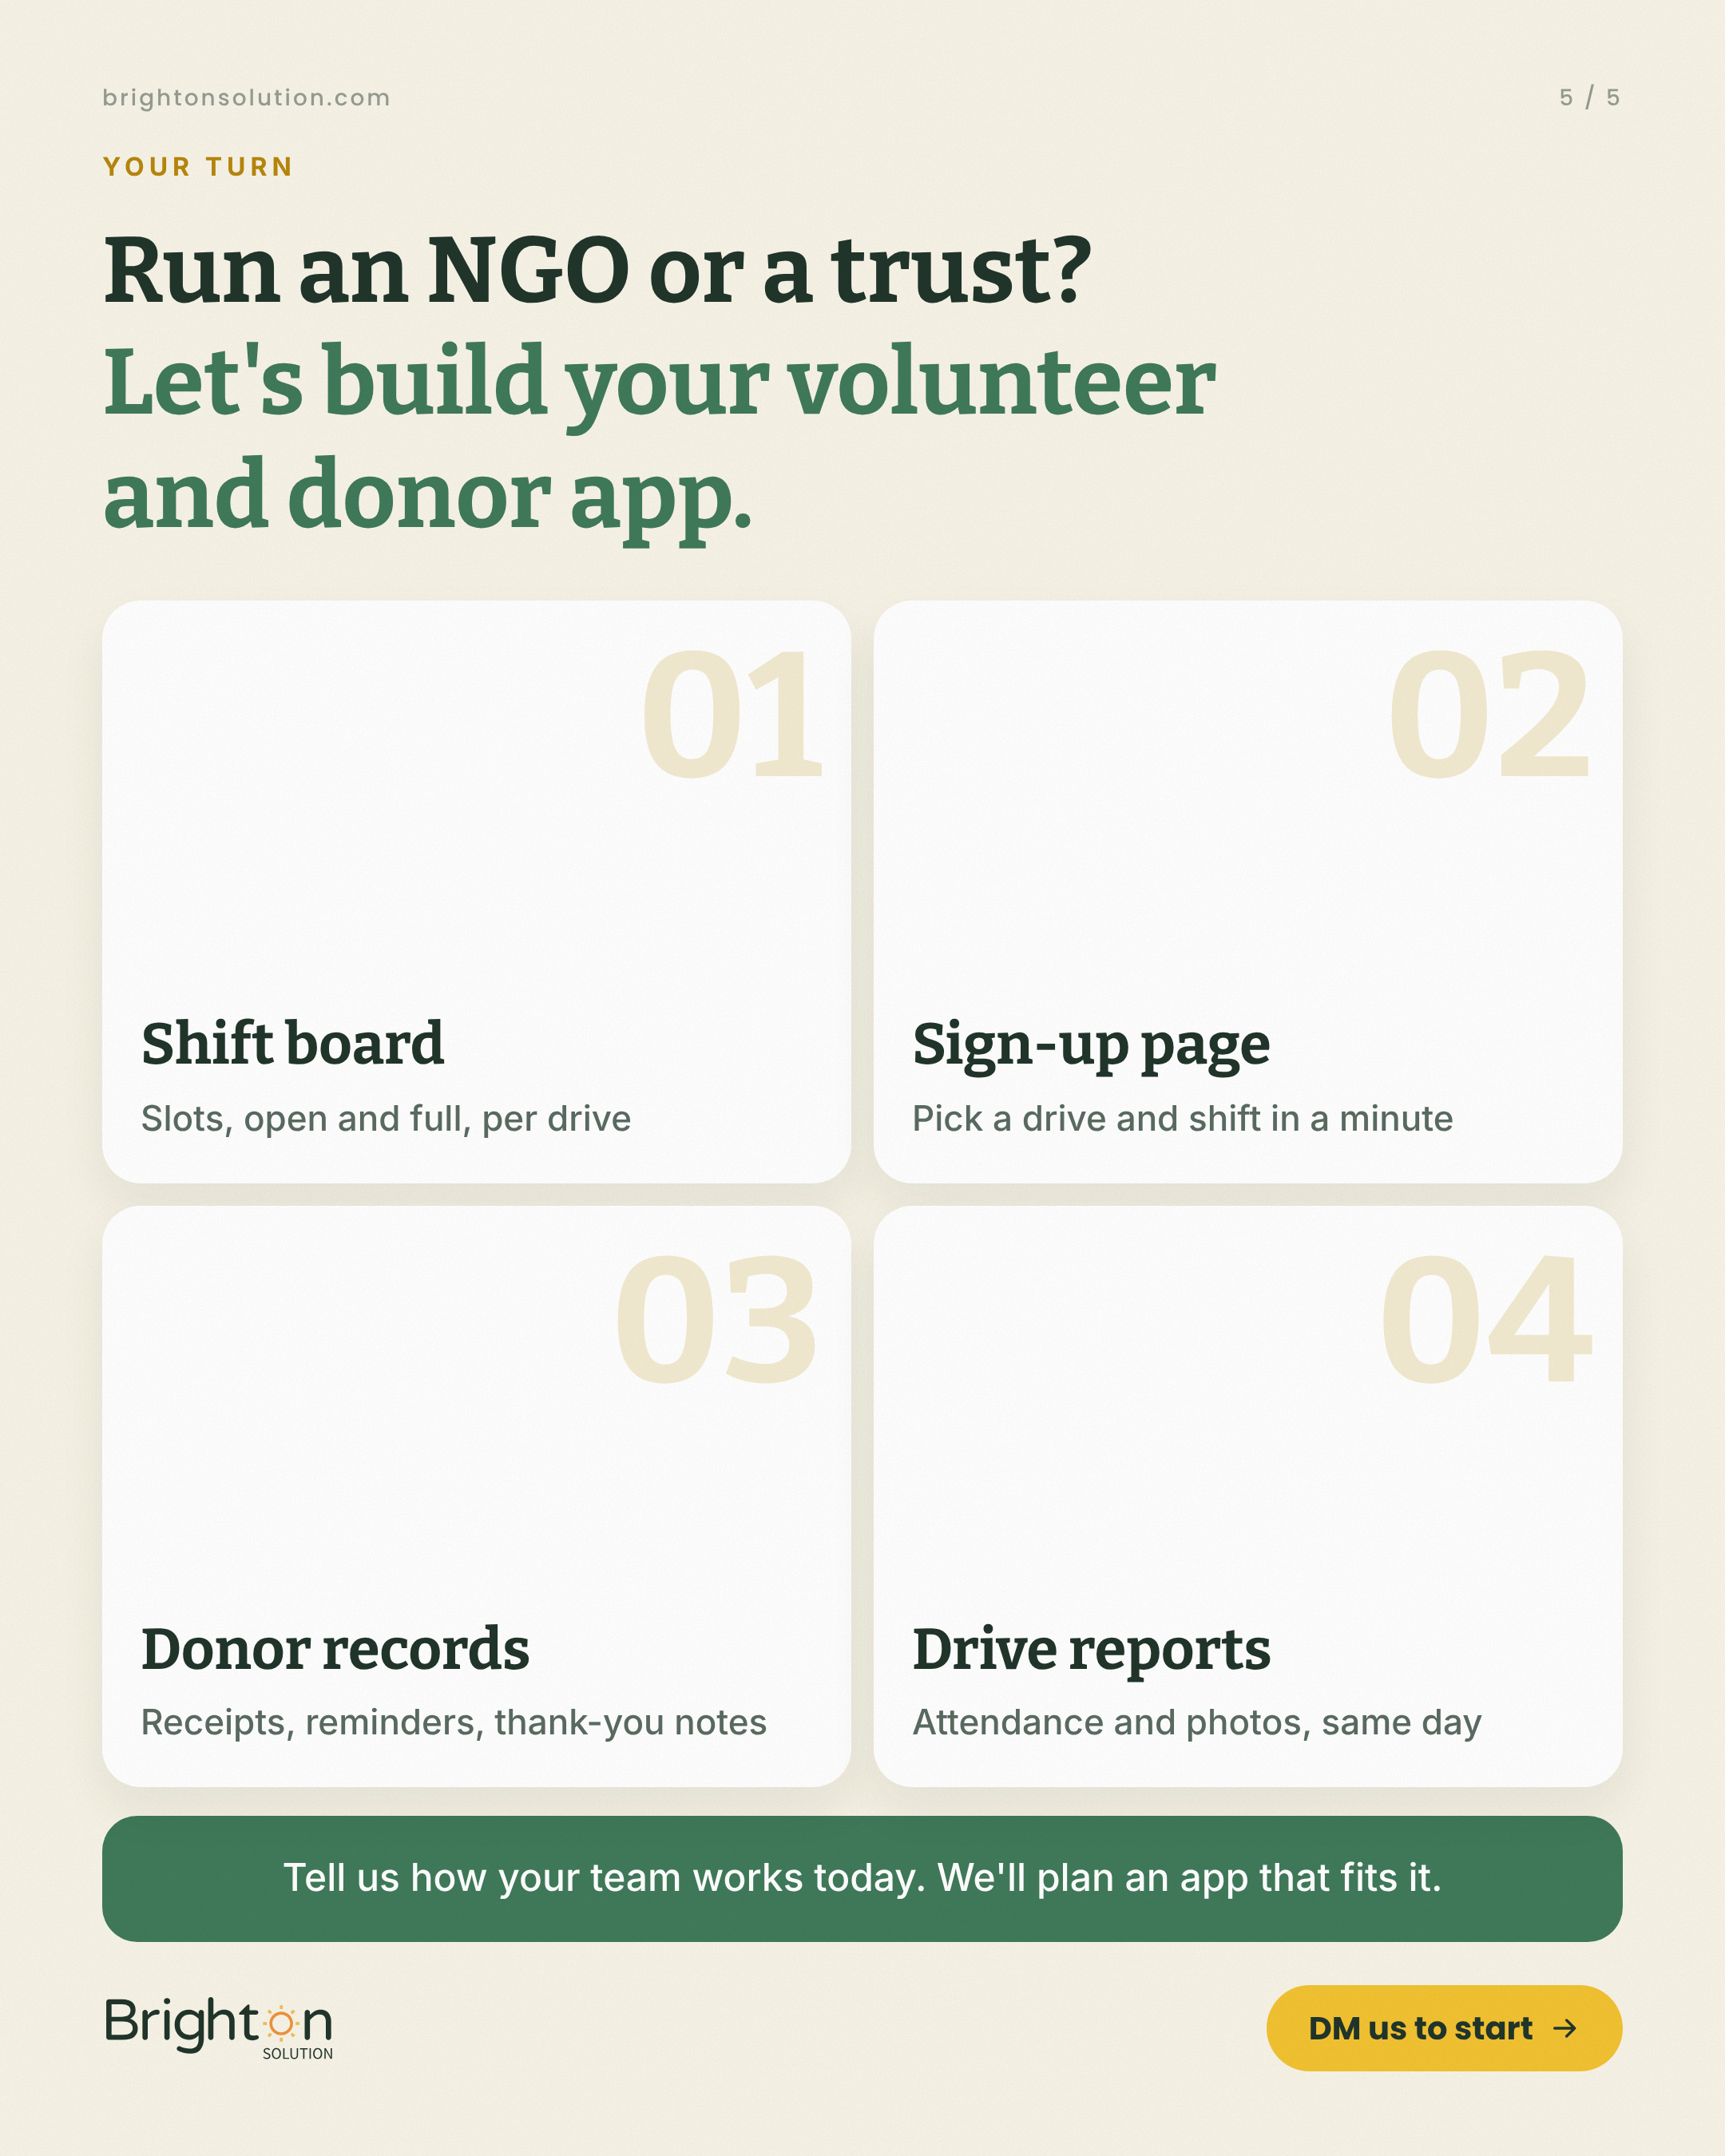 brightonsolution.com
5 / 5
YOUR TURN
Run an NGO or a trust?
Let's build your volunteer
and donor app.
01
Shift board
Slots, open and full, per drive
02
Sign-up page
Pick a drive and shift in a minute
03
Donor records
Receipts, reminders, thank-you notes
04
Drive reports
Attendance and photos, same day
Tell us how your team works today. We'll plan an app that fits it.
Brighton
SOLUTION
DM us to start →